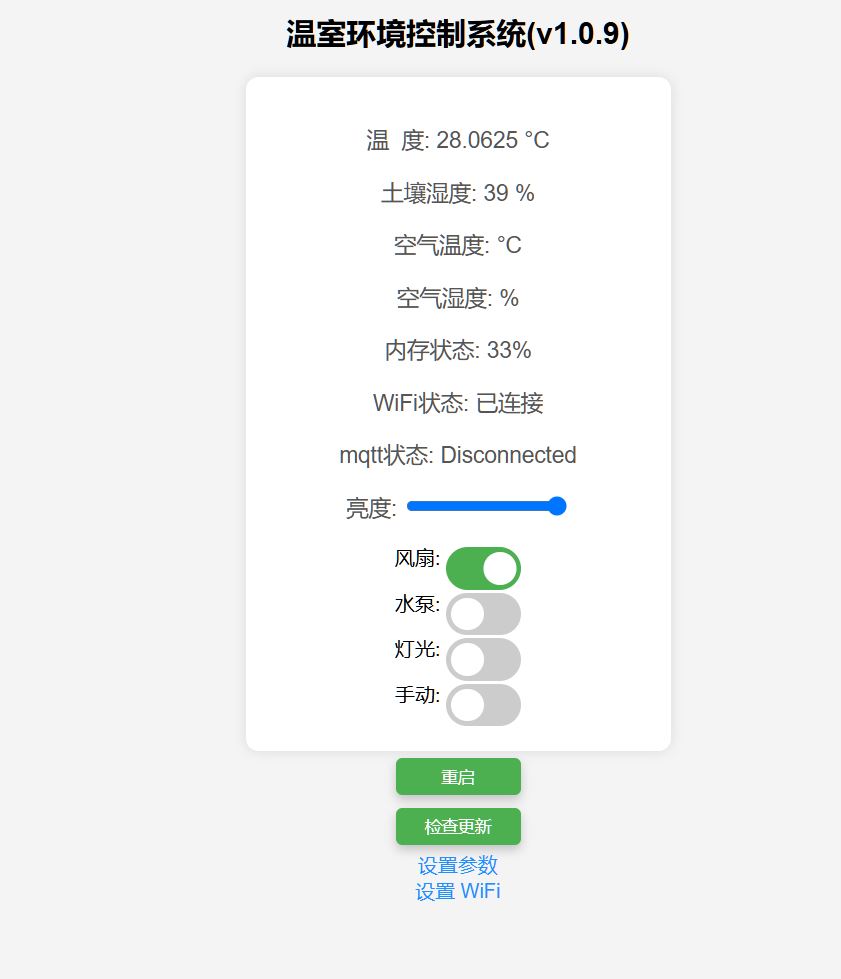 温室环境控制系统(v1.0.9)
温  度: 28.0625 °C
土壤湿度: 39 %
空气温度: °C
空气湿度: %
内存状态: 33%
WiFi状态: 已连接
mqtt状态: Disconnected
亮度:
风扇:
水泵:
灯光:
手动:
重启
检查更新
设置参数
设置 WiFi